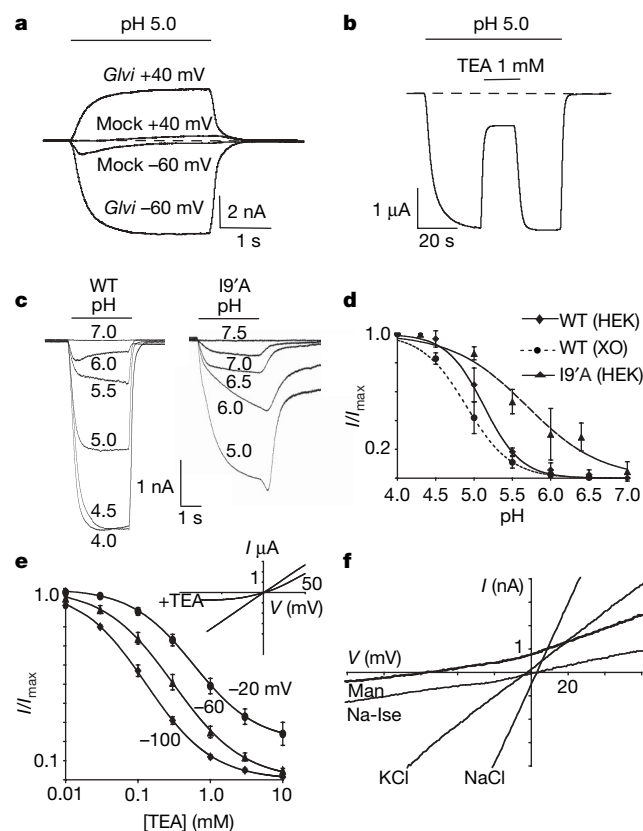 a
pH 5.0
Glvi +40 mV
Mock +40 mV
Mock –60 mV
Glvi –60 mV
2 nA
1 s
b
pH 5.0
TEA 1 mM
1 µA
20 s
c
WT
pH
7.0
6.0
5.5
5.0
4.5
4.0
I9′A
pH
7.5
7.0
6.5
6.0
5.0
1 nA
1 s
d
WT (HEK)
WT (XO)
I9′A (HEK)
1.0
0.2
I/Imax
4.0 4.5 5.0 5.5 6.0 6.5 7.0
pH
e
I µA
1
50
V (mV)
+TEA
1.0
0.1
I/Imax
–20 mV
–60
–100
0.01 0.1 1.0 10
[TEA] (mM)
f
I (nA)
1
V (mV)
20
Man
Na-Ise
KCl
NaCl